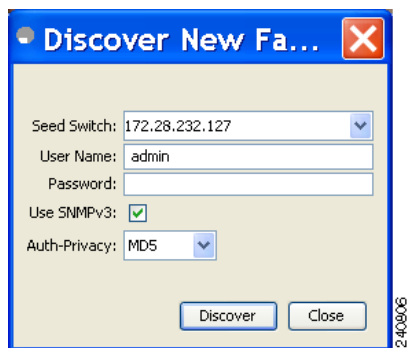 Discover New Fa...
Seed Switch: 172.28.232.127
User Name: admin
Password:
Use SNMPv3:
Auth-Privacy: MD5
Discover Close
240806